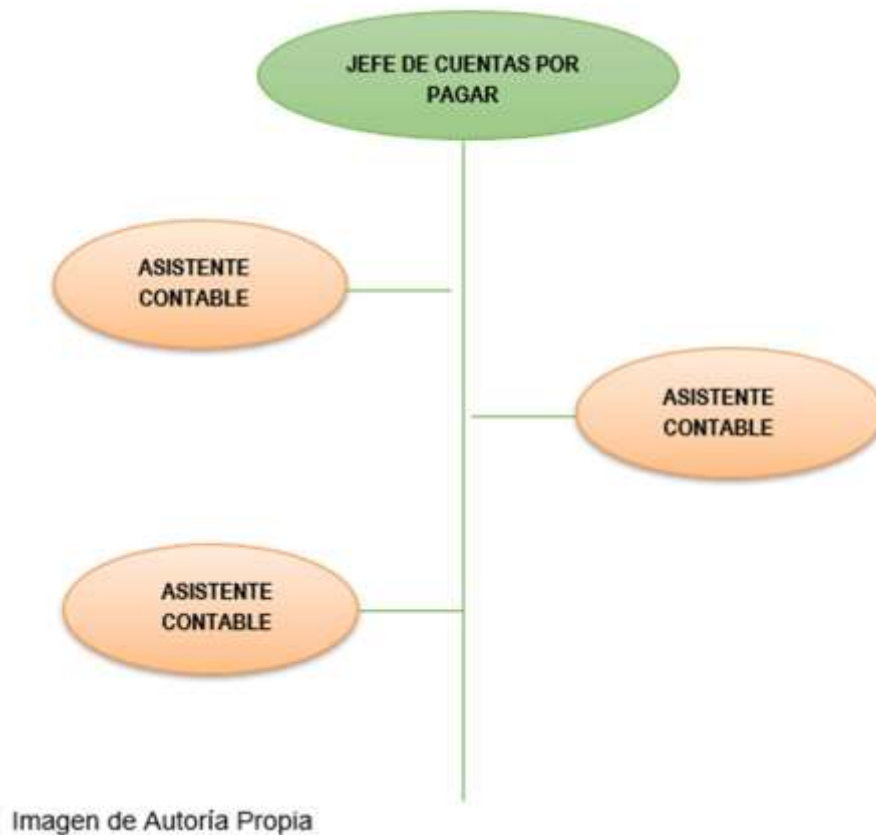 JEFE DE CUENTAS POR
PAGAR
ASISTENTE
CONTABLE
ASISTENTE
CONTABLE
ASISTENTE
CONTABLE
Imagen de Autoría Propia